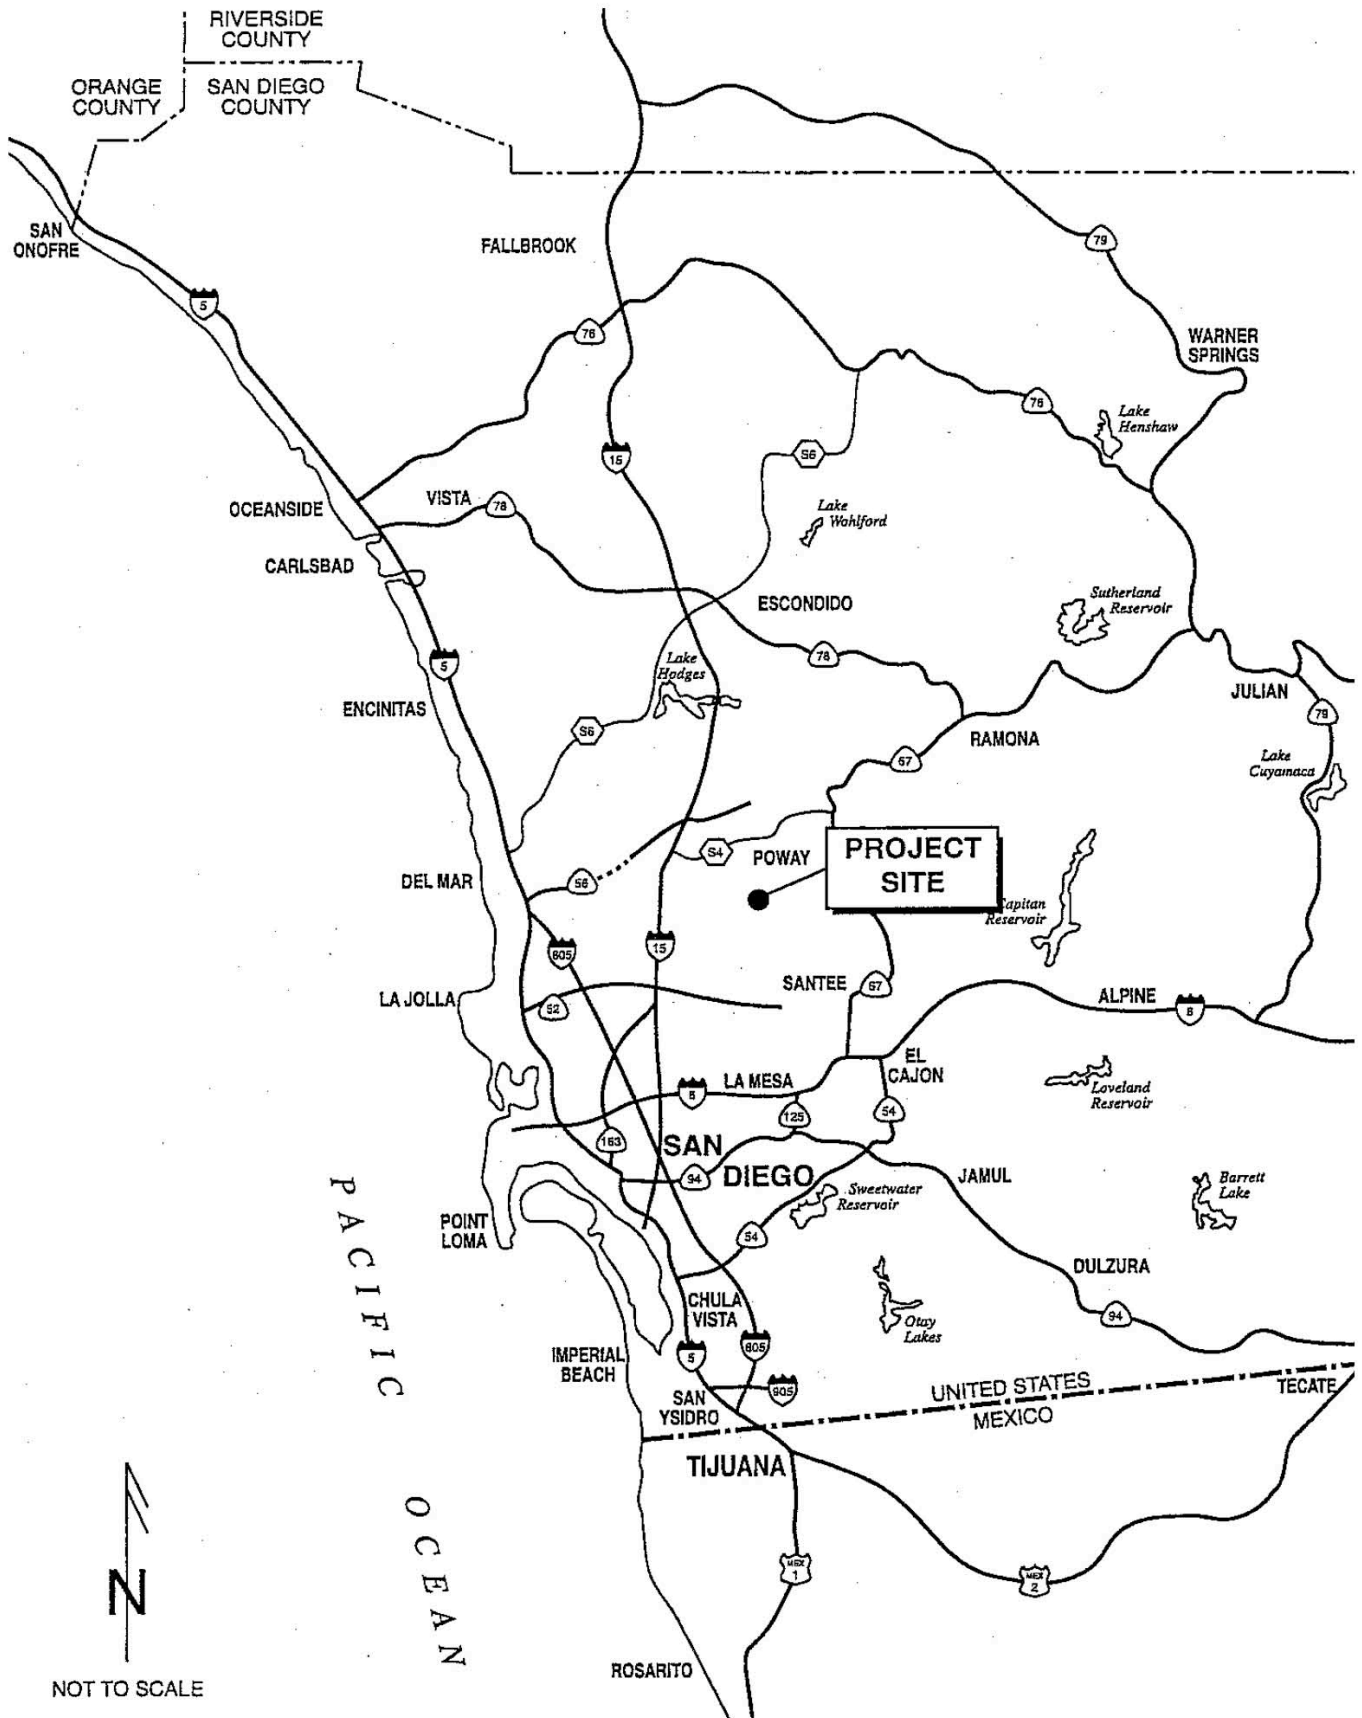 RIVERSIDE
COUNTY
ORANGE
COUNTY
SAN DIEGO
COUNTY
SAN
ONOFRE
FALLBROOK
79
5
76
WARNER
SPRINGS
76
Lake
Henshaw
15
S6
OCEANSIDE
VISTA
78
Lake
Wohlford
CARLSBAD
ESCONDIDO
Sutherland
Reservoir
5
Lake
Hodges
78
JULIAN
ENCINITAS
S6
RAMONA
79
67
Lake
Cuyamaca
S4
POWAY
PROJECT
SITE
DEL MAR
56
Capitan
Reservoir
805
15
LA JOLLA
52
SANTEE
67
ALPINE
8
EL
CAJON
LA MESA
8
125
54
Loveland
Reservoir
163
SAN
DIEGO
94
JAMUL
Sweetwater
Reservoir
Barrett
Lake
POINT
LOMA
54
DULZURA
CHULA
VISTA
Otay
Lakes
94
IMPERIAL
BEACH
5
805
905
SAN
YSIDRO
UNITED STATES
MEXICO
TECATE
TIJUANA
PACIFIC
OCEAN
MEX
1
MEX
2
N
NOT TO SCALE
ROSARITO